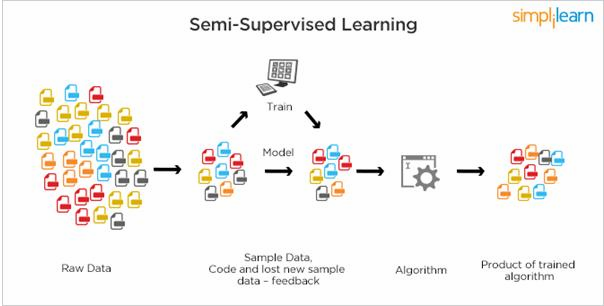 simplilearn
Semi-Supervised Learning
Train
Model
Raw Data
Sample Data,
Code and lost new sample
data – feedback
Algorithm
Product of trained
algorithm